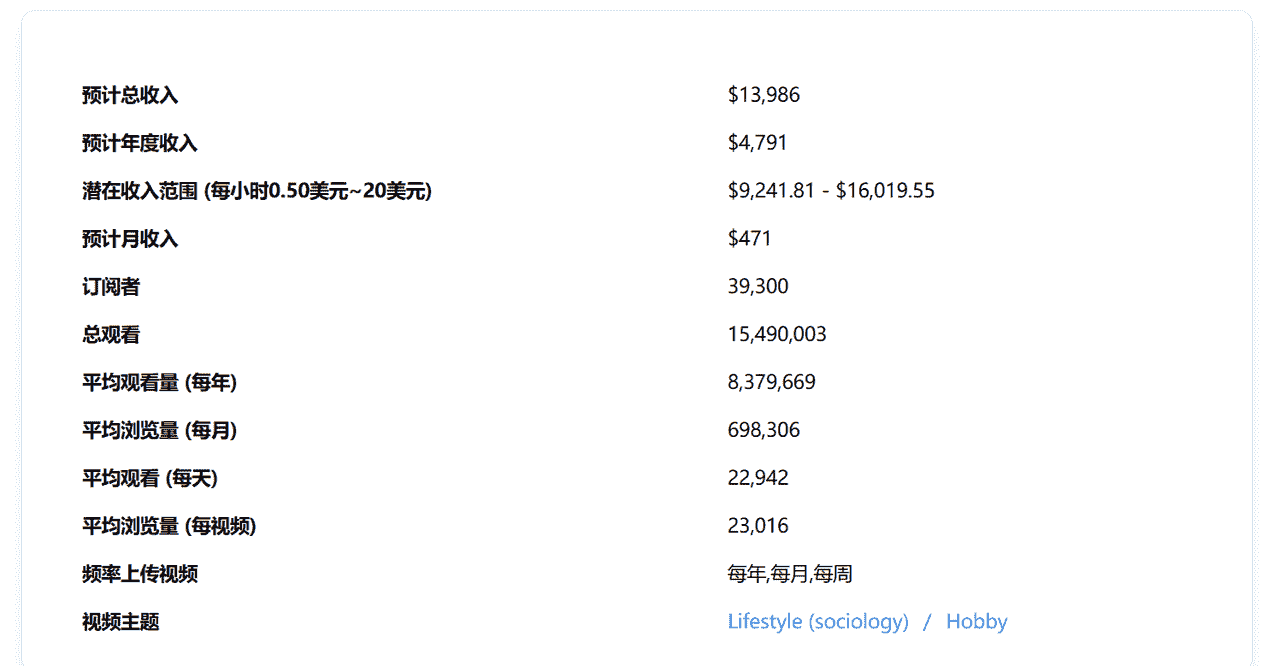 预计总收入 $13,986
预计年度收入 $4,791
潜在收入范围 (每小时0.50美元~20美元) $9,241.81 - $16,019.55
预计月收入 $471
订阅者 39,300
总观看 15,490,003
平均观看量 (每年) 8,379,669
平均浏览量 (每月) 698,306
平均观看 (每天) 22,942
平均浏览量 (每视频) 23,016
频率上传视频 每年,每月,每周
视频主题 Lifestyle (sociology) / Hobby